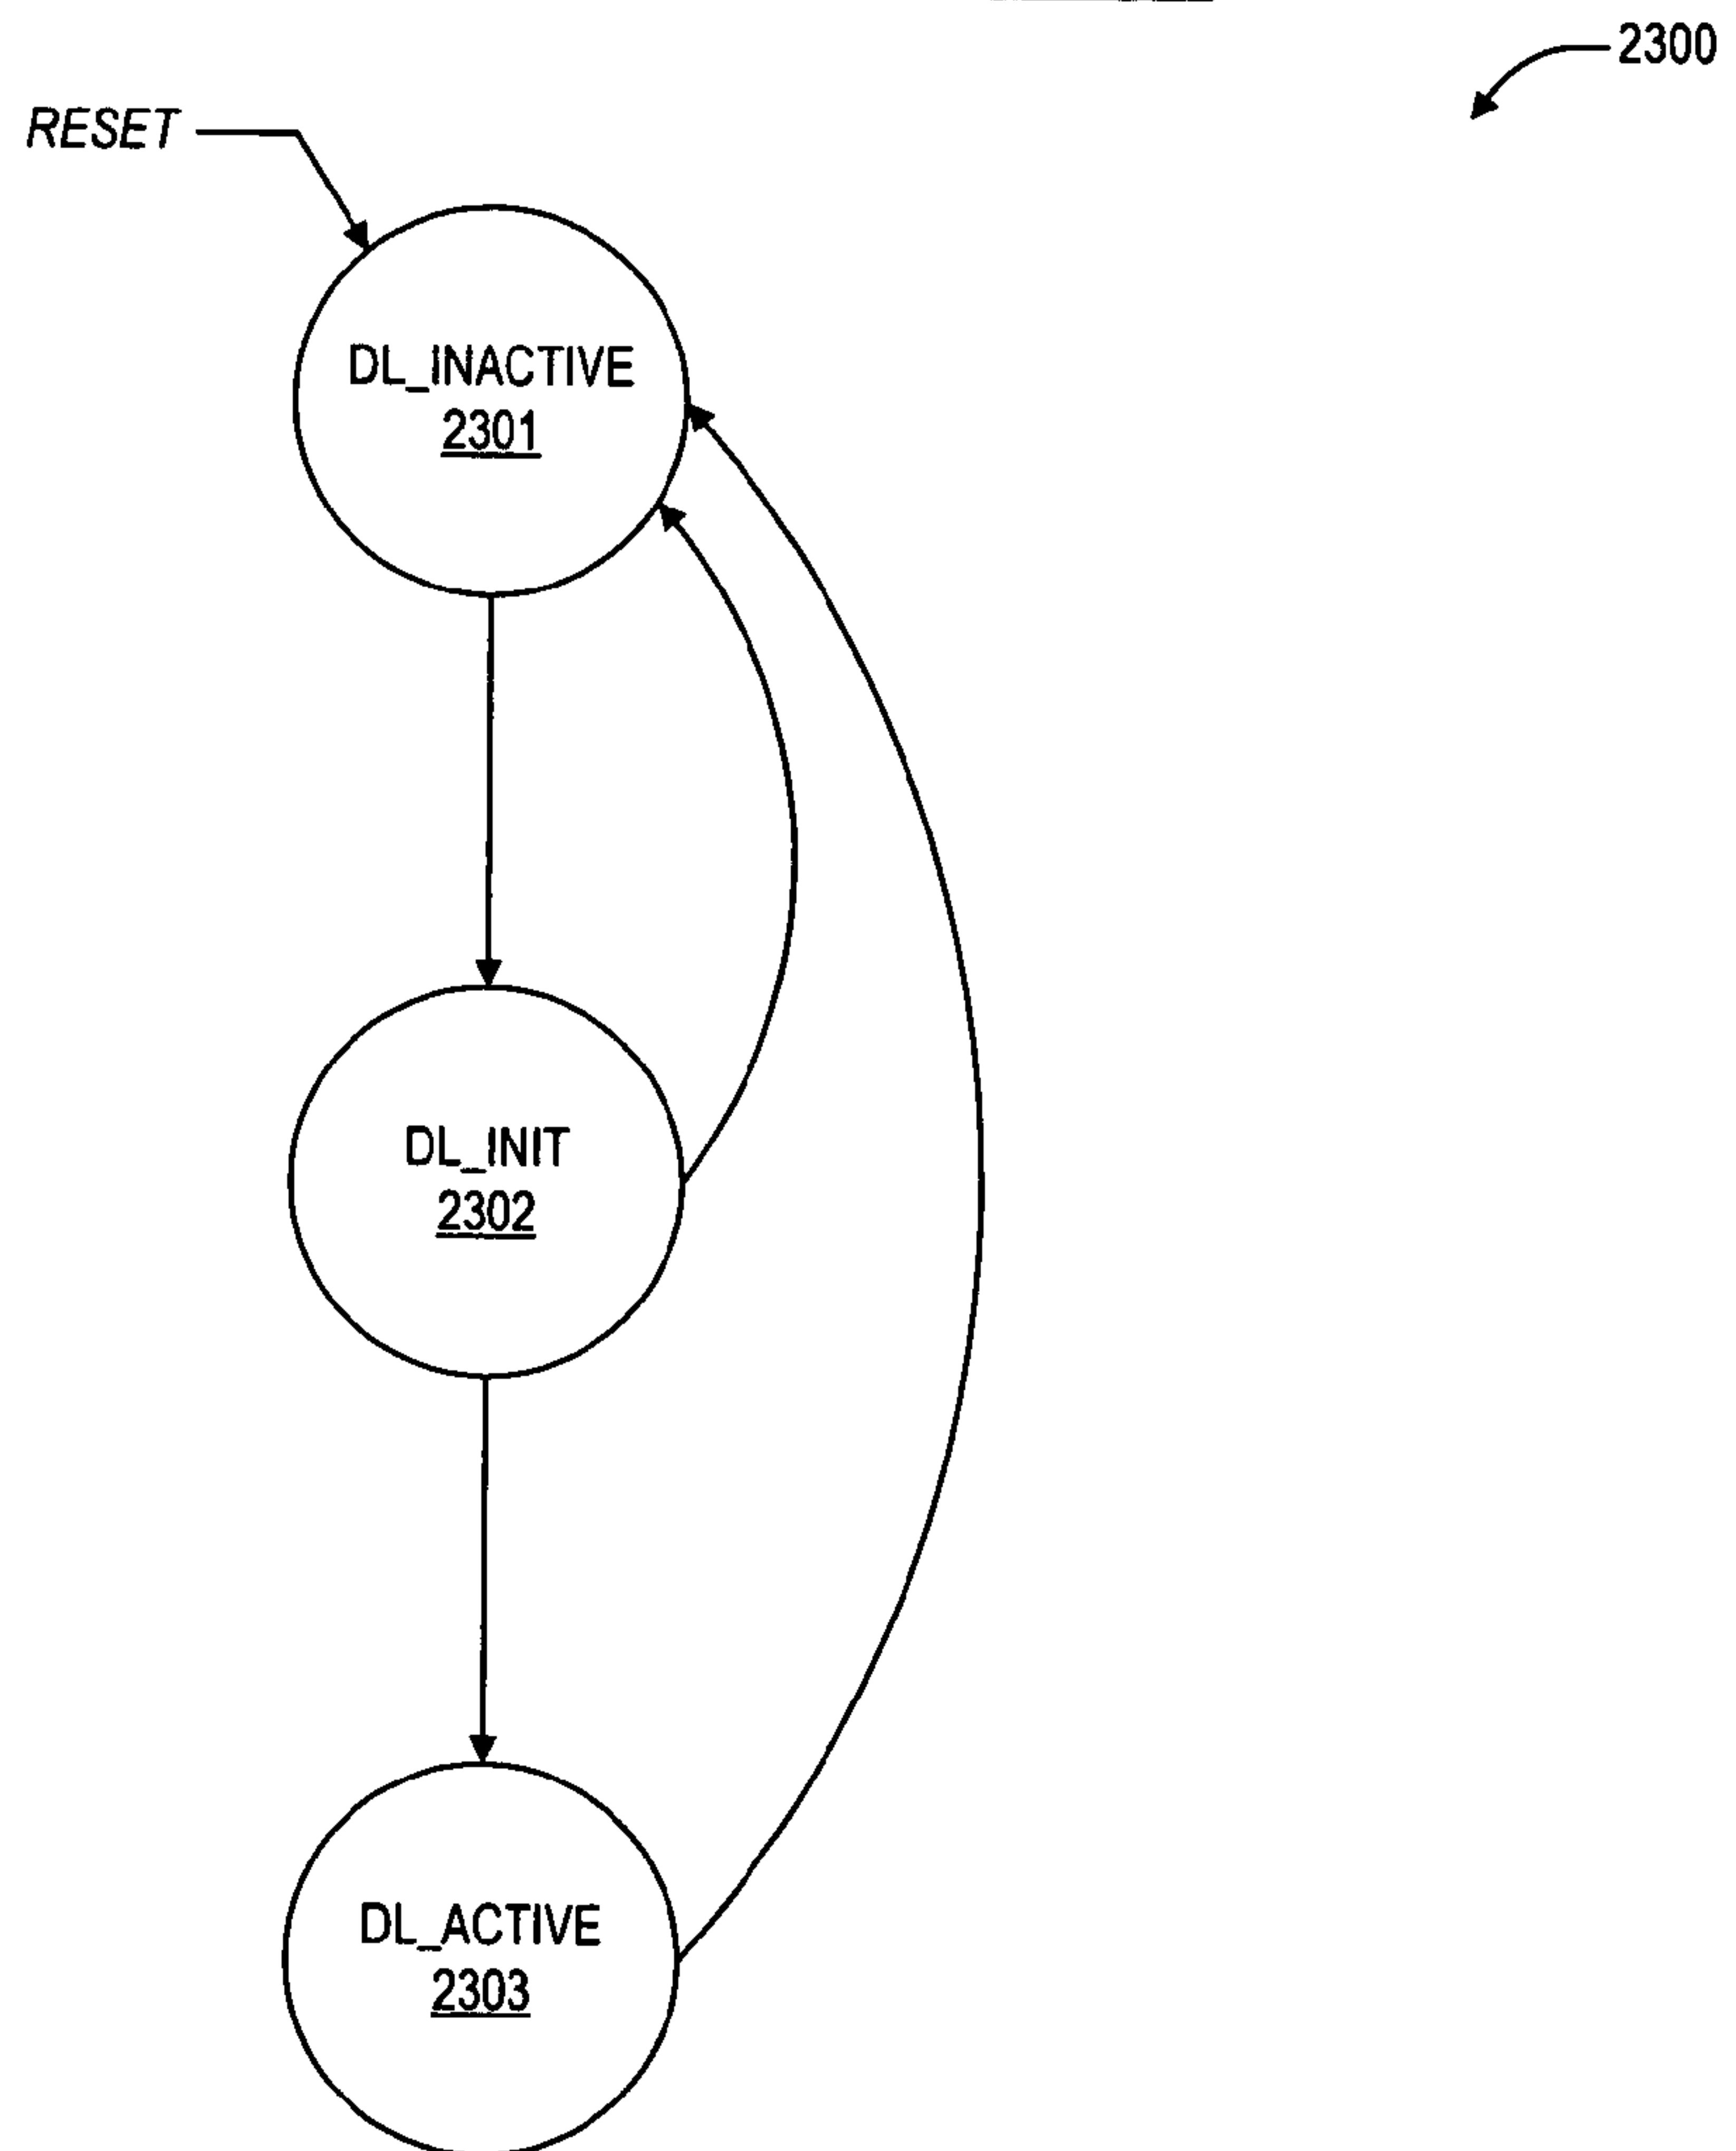 2300
RESET
DL_INACTIVE
2301
DL_INIT
2302
DL_ACTIVE
2303